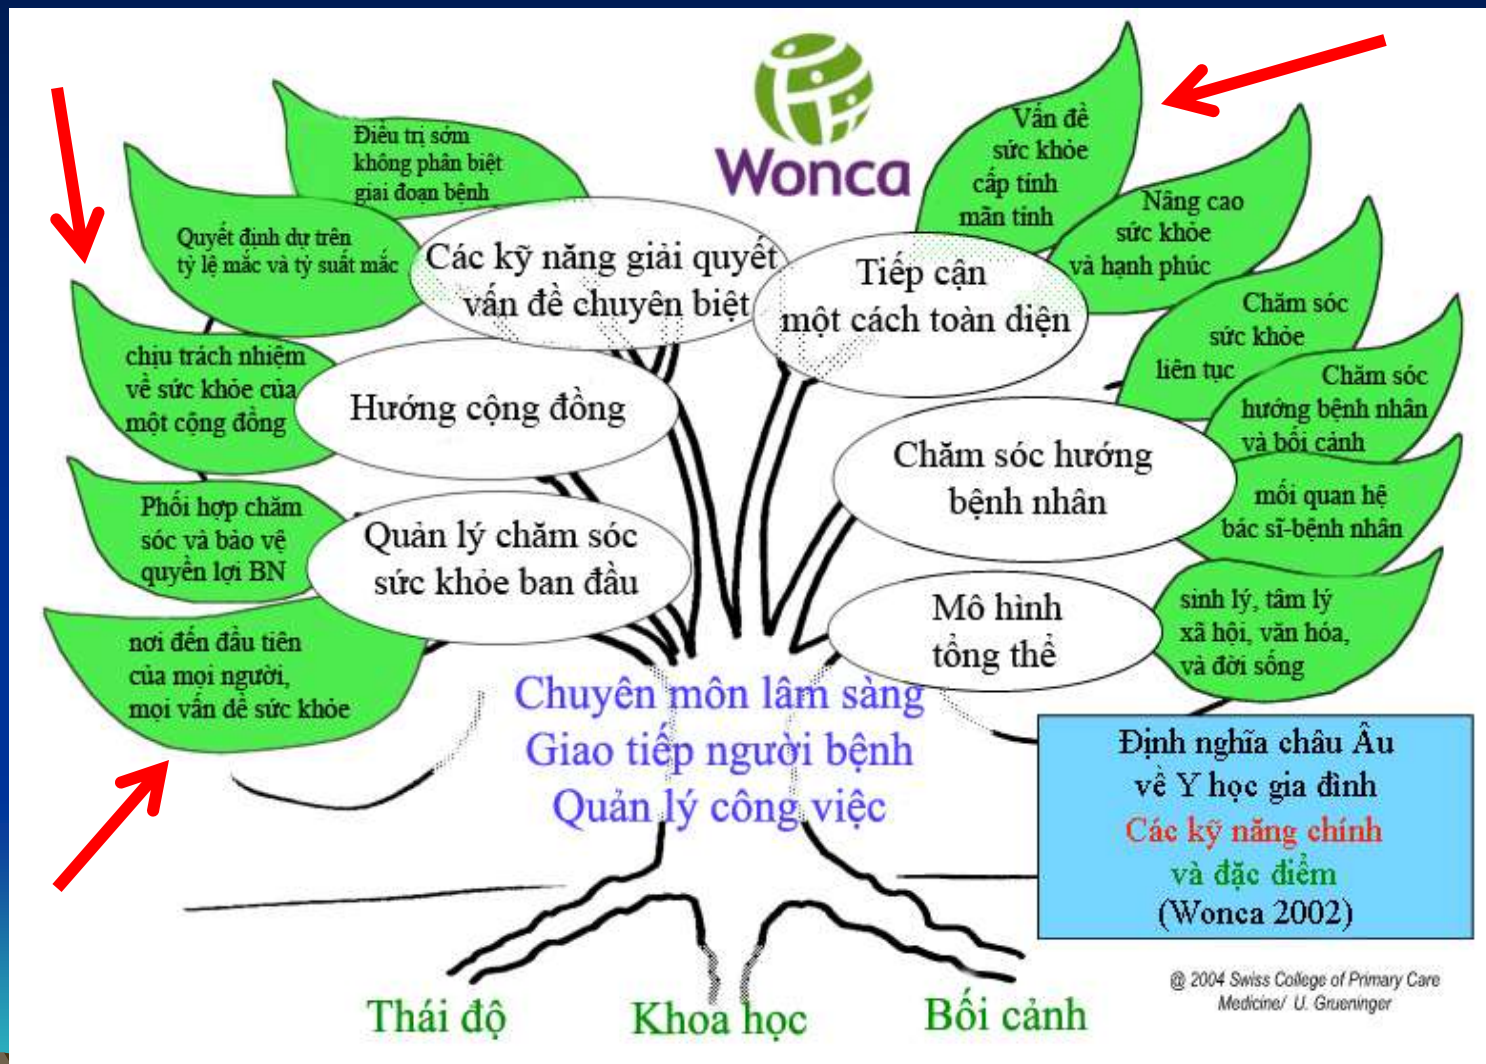 Wonca
Điều trị sớm
không phân biệt
giai đoạn bệnh
Quyết định dự trên
tỷ lệ mắc và tỷ suất mắc
chịu trách nhiệm
về sức khỏe của
một cộng đồng
Phối hợp chăm
sóc và bảo vệ
quyền lợi BN
nơi đến đầu tiên
của mọi người,
mọi vấn dề sức khỏe
Các kỹ năng giải quyết
vấn đề chuyên biệt
Hướng cộng đồng
Quản lý chăm sóc
sức khỏe ban đầu
Vấn đề
sức khỏe
cấp tính
mãn tính
Nâng cao
sức khỏe
và hạnh phúc
Chăm sóc
sức khỏe
liên tục
Chăm sóc
hướng bệnh nhân
và bối cảnh
mối quan hệ
bác sĩ-bệnh nhân
sinh lý, tâm lý
xã hội, văn hóa,
và đời sống
Tiếp cận
một cách toàn diện
Chăm sóc hướng
bệnh nhân
Mô hình
tổng thể
Chuyên môn lâm sàng
Giao tiếp người bệnh
Quản lý công việc
Định nghĩa châu Âu
về Y học gia đình
Các kỹ năng chính
và đặc điểm
(Wonca 2002)
Thái độ
Khoa học
Bối cảnh
@ 2004 Swiss College of Primary Care
Medicine/ U. Grueninger